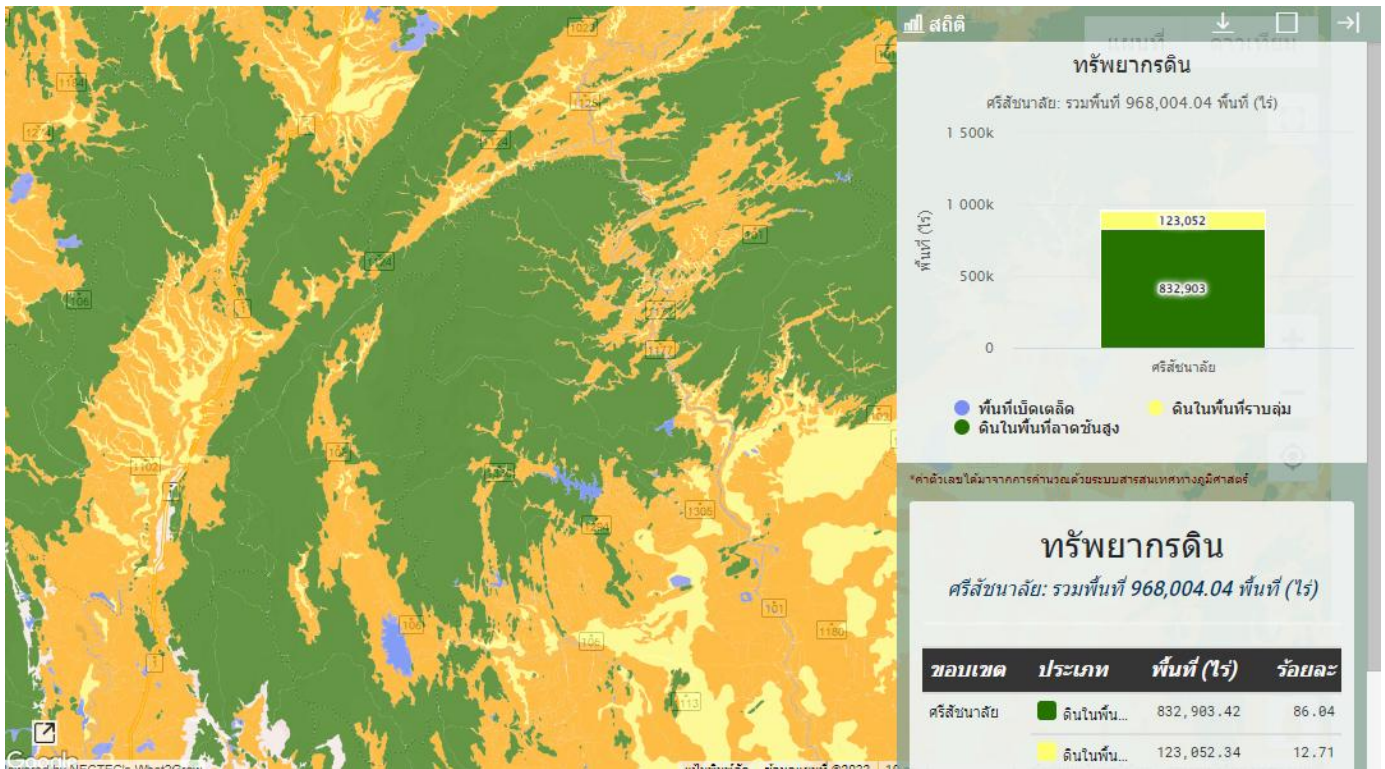 สถิติ
ทรัพยากรดิน
ศรีสัชนาลัย: รวมพื้นที่ 968,004.04 พื้นที่ (ไร่)
1 500k
1 000k
500k
0
พื้นที่ (ไร่)
123,052
832,903
ศรีสัชนาลัย
พื้นที่เบ็ดเตล็ด
ดินในพื้นที่ราบลุ่ม
ดินในพื้นที่ลาดชันสูง
*ค่าตัวเลขได้มาจากการคำนวณด้วยระบบสารสนเทศทางภูมิศาสตร์
ทรัพยากรดิน
ศรีสัชนาลัย: รวมพื้นที่ 968,004.04 พื้นที่ (ไร่)
ขอบเขต ประเภท พื้นที่ (ไร่) ร้อยละ
ศรีสัชนาลัย ดินในพื้น... 832,903.42 86.04
ดินในพื้น... 123,052.34 12.71
1023
1154
1125
1124
101
106
1177
1102
1305
1294
101
1180
106
106
1113
1
1
Google